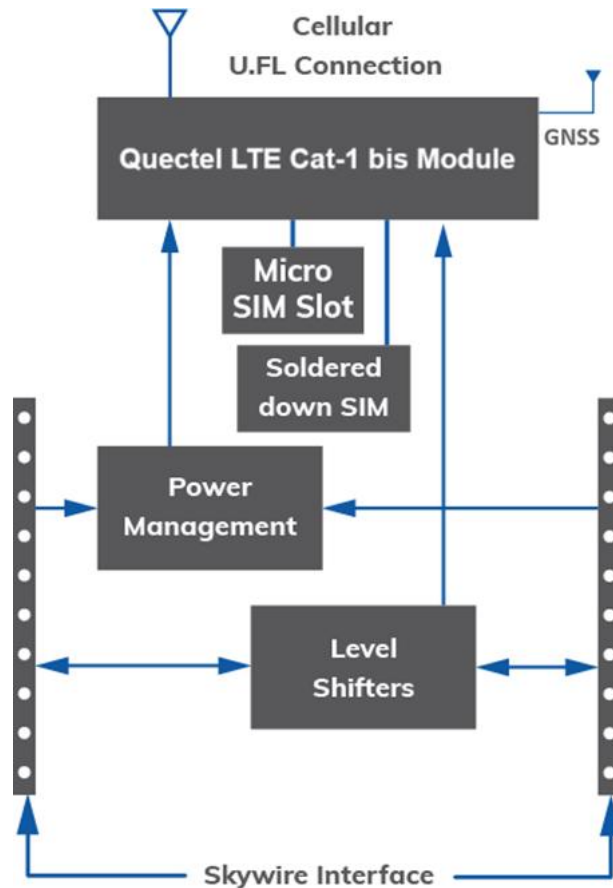 Cellular
U.FL Connection
GNSS
Quectel LTE Cat-1 bis Module
Micro
SIM Slot
Soldered
down SIM
Power
Management
Level
Shifters
Skywire Interface